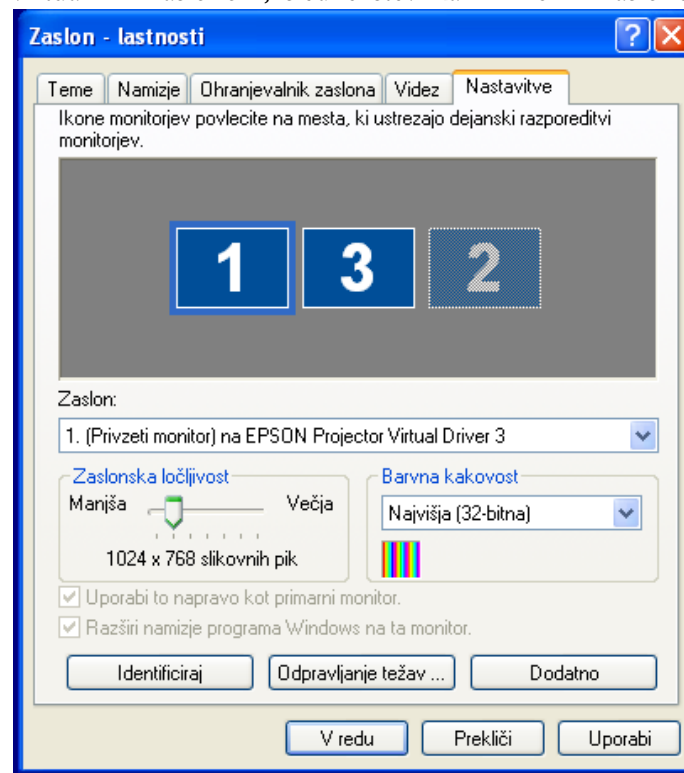 Zaslon - lastnosti
Teme Namizje Ohranjevalnik zaslona Videz Nastavitve
Ikone monitorjev povlecite na mesta, ki ustrezajo dejanski razporeditvi
monitorjev.
1 3 2
Zaslon:
1. (Privzeti monitor) na EPSON Projector Virtual Driver 3
Zaslonska ločljivost Barvna kakovost
Manjša Večja Najvišja (32-bitna)
1024 x 768 slikovnih pik
Uporabi to napravo kot primarni monitor.
Razširi namizje programa Windows na ta monitor.
Identificiraj Odpravljanje težav ... Dodatno
V redu Prekliči Uporabi